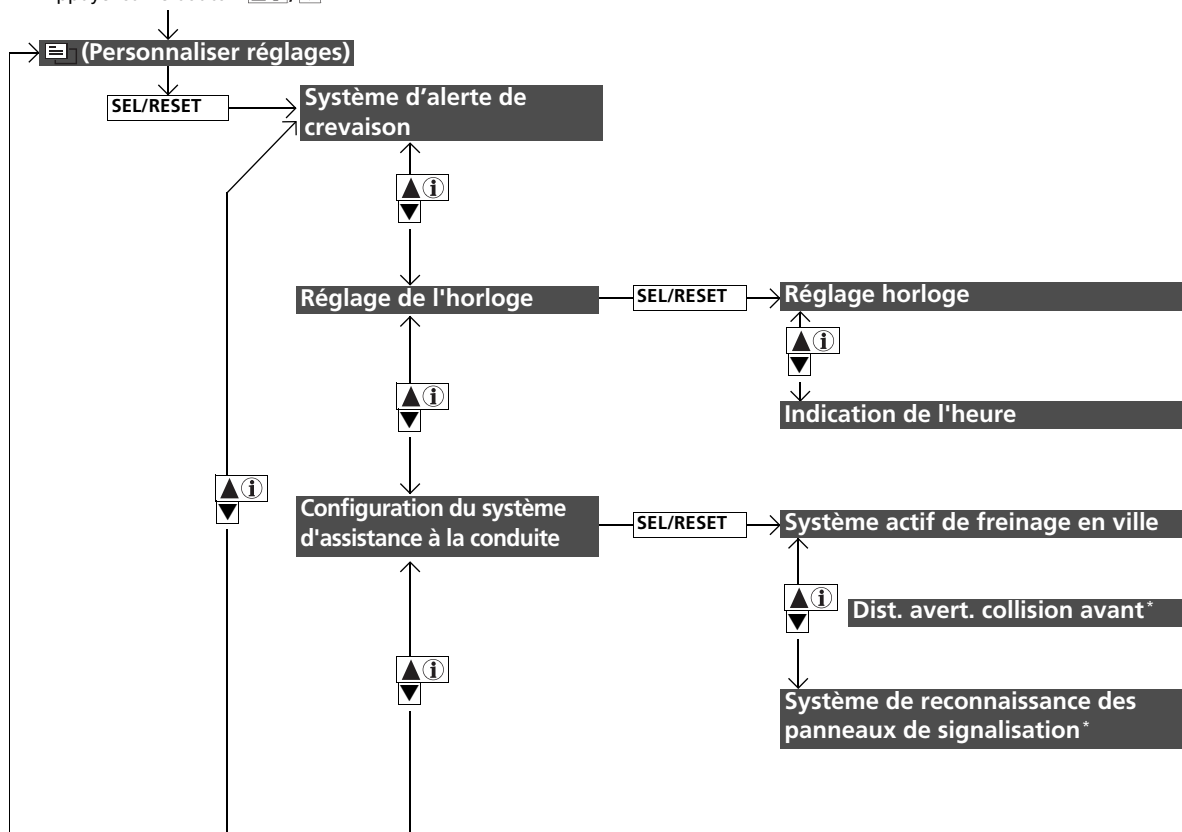 (Personnaliser réglages)
SEL/RESET
Système d’alerte de
crevaison
Réglage de l'horloge
SEL/RESET
Réglage horloge
Indication de l'heure
Configuration du système
d'assistance à la conduite
SEL/RESET
Système actif de freinage en ville
Dist. avert. collision avant*
Système de reconnaissance des
panneaux de signalisation*